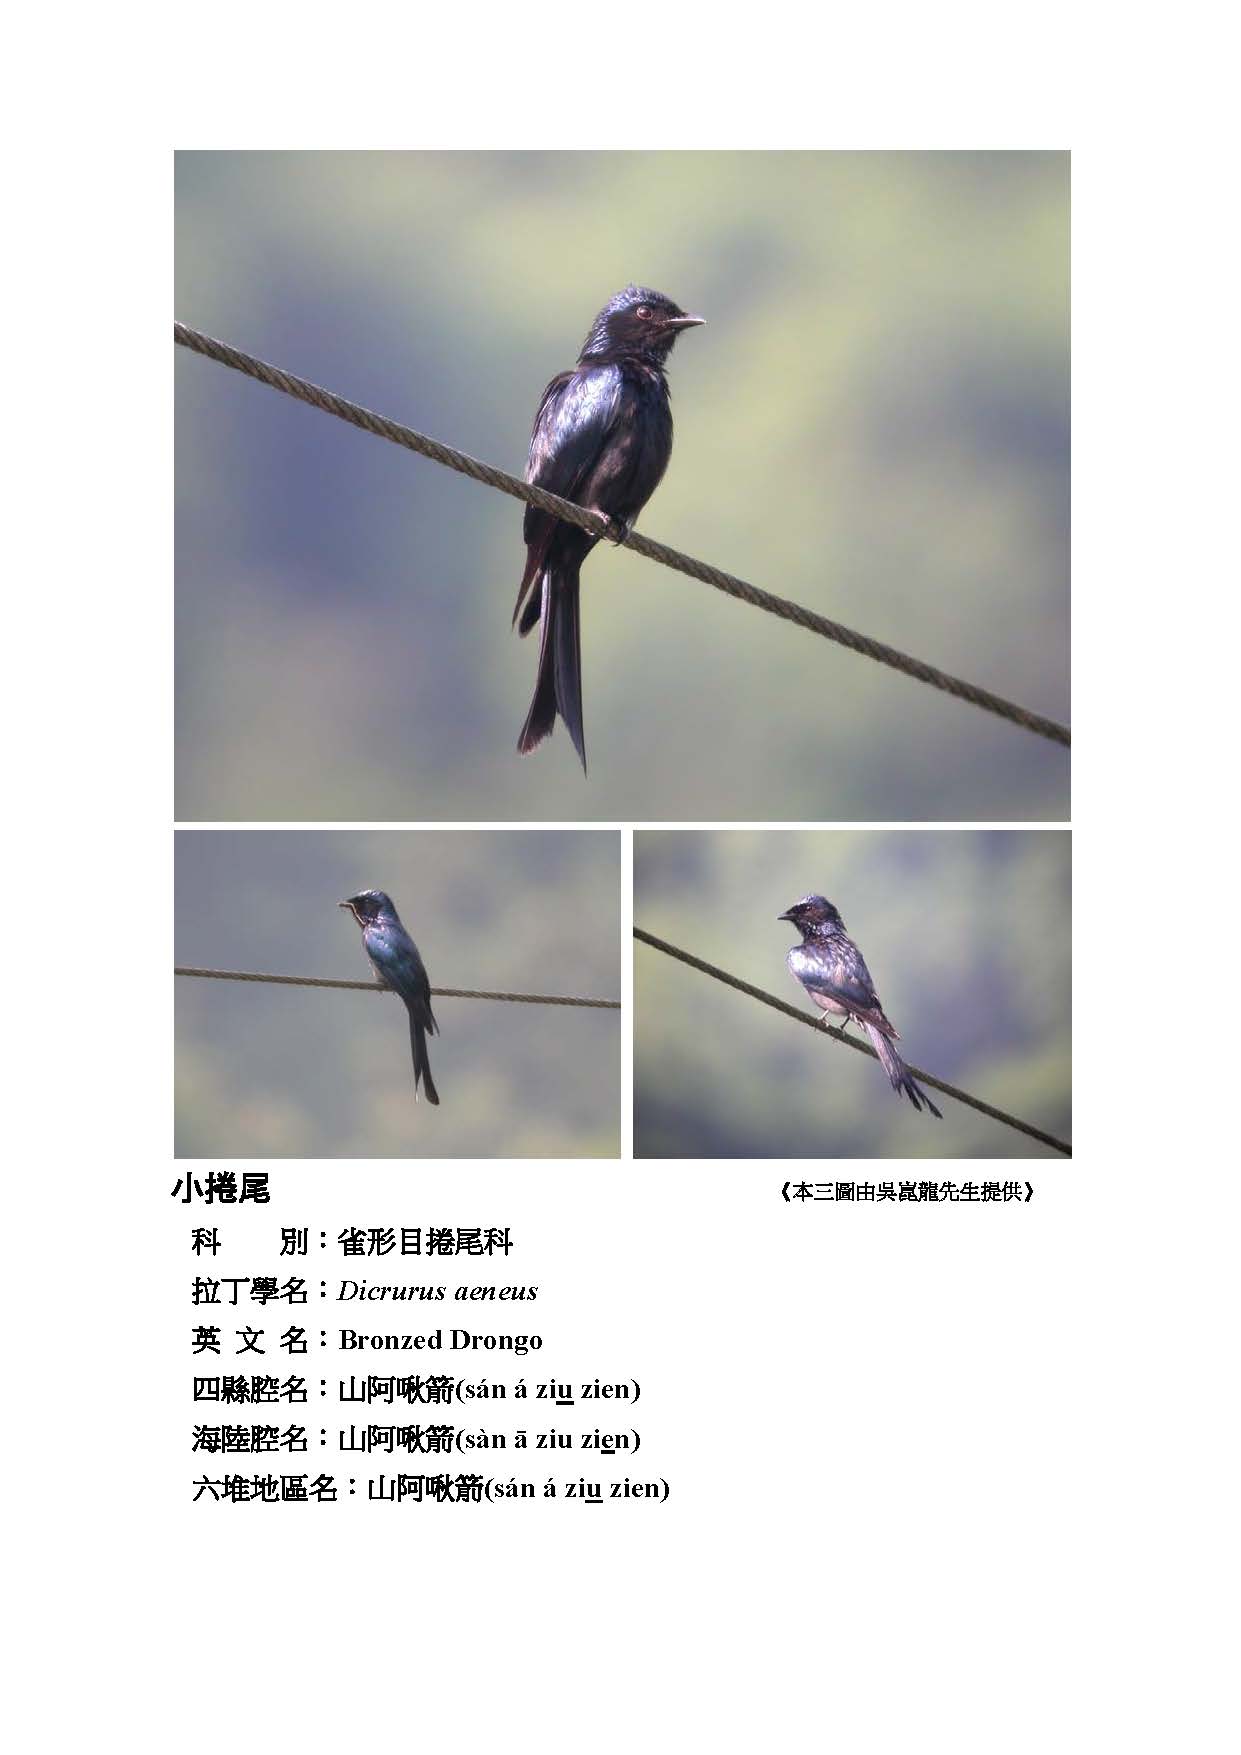 小捲尾 《本三圖由吳崑龍先生提供》
科　　別：雀形目捲尾科
拉丁學名：Dicrurus aeneus
英 文 名：Bronzed Drongo
四縣腔名：山阿啾箭(sán á ziu zien)
海陸腔名：山阿啾箭(sàn ā ziu zien)
六堆地區名：山阿啾箭(sán á ziu zien)